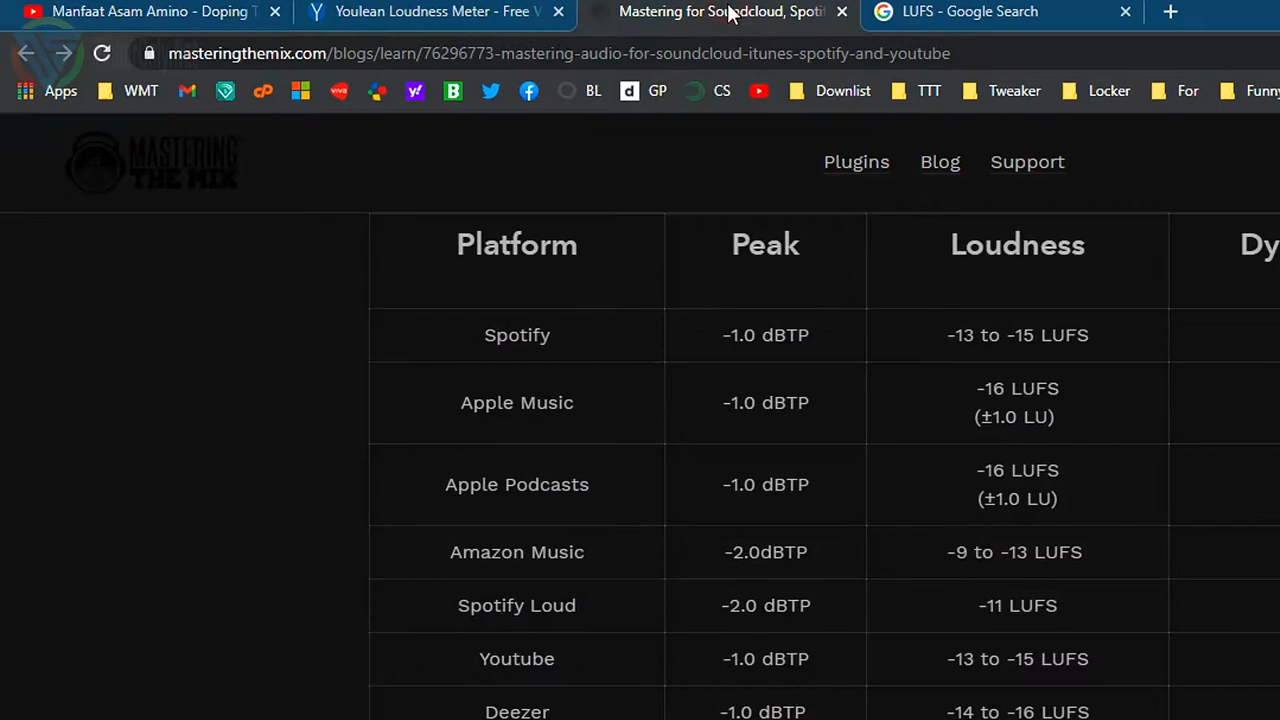 Manfaat Asam Amino - Doping T
Youlean Loudness Meter - Free V
Mastering for Soundcloud, Spotif
LUFS - Google Search
masteringthemix.com/blogs/learn/76296773-mastering-audio-for-soundcloud-itunes-spotify-and-youtube
Apps WMT BL GP CS Downlist TTT Tweaker Locker For Funny
MASTERING THE MIX
Plugins Blog Support
Platform Peak Loudness Dy
Spotify -1.0 dBTP -13 to -15 LUFS
Apple Music -1.0 dBTP -16 LUFS
(±1.0 LU)
Apple Podcasts -1.0 dBTP -16 LUFS
(±1.0 LU)
Amazon Music -2.0dBTP -9 to -13 LUFS
Spotify Loud -2.0 dBTP -11 LUFS
Youtube -1.0 dBTP -13 to -15 LUFS
Deezer -1.0 dBTP -14 to -16 LUFS